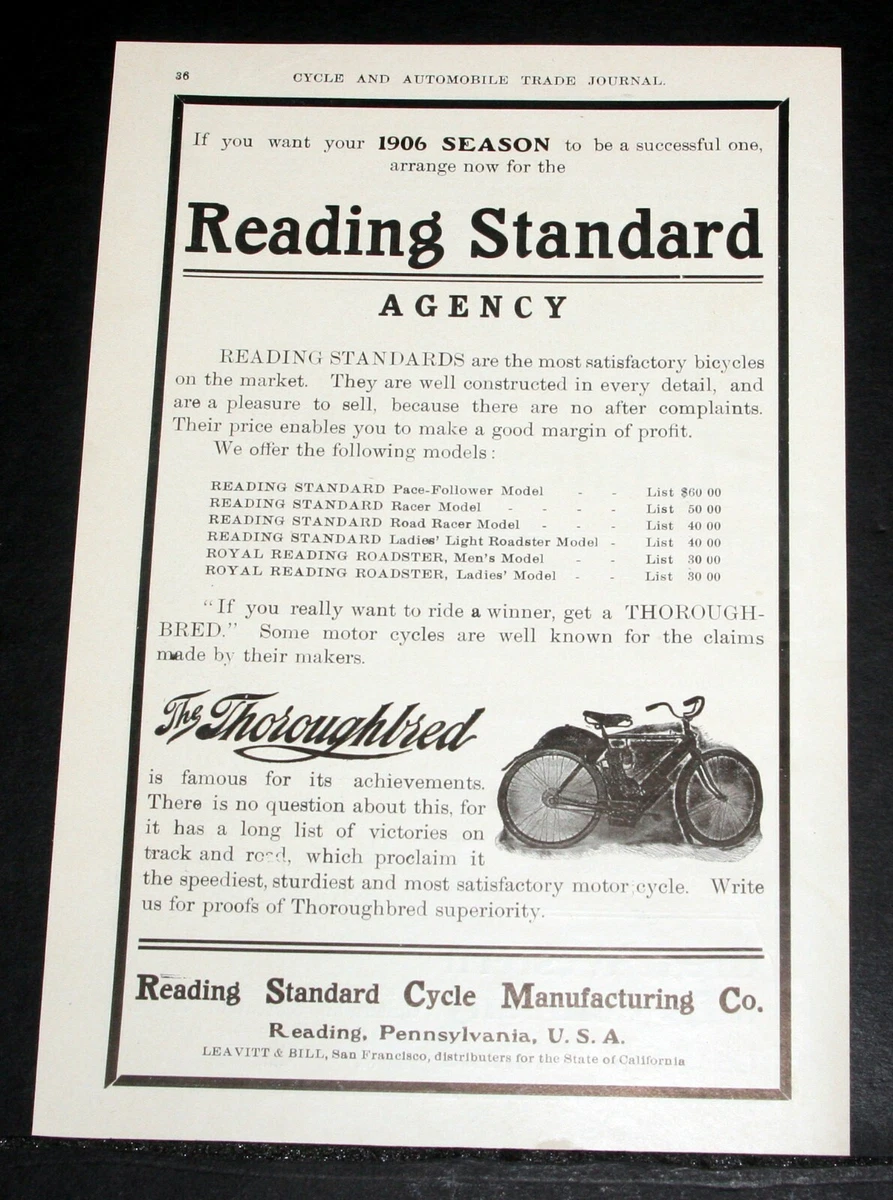 36
CYCLE AND AUTOMOBILE TRADE JOURNAL.
If you want your 1906 SEASON to be a successful one,
arrange now for the
Reading Standard
AGENCY
READING STANDARDS are the most satisfactory bicycles
on the market. They are well constructed in every detail, and
are a pleasure to sell, because there are no after complaints.
Their price enables you to make a good margin of profit.
We offer the following models:
READING STANDARD Pace-Follower Model - - List $60 00
READING STANDARD Racer Model - - - - List 50 00
READING STANDARD Road Racer Model - - - List 40 00
READING STANDARD Ladies' Light Roadster Model - List 40 00
ROYAL READING ROADSTER, Men's Model - - List 30 00
ROYAL READING ROADSTER, Ladies' Model - - List 30 00
"If you really want to ride a winner, get a THOROUGH-
BRED." Some motor cycles are well known for the claims
made by their makers.
The Thoroughbred
is famous for its achievements.
There is no question about this, for
it has a long list of victories on
track and road, which proclaim it
the speediest, sturdiest and most satisfactory motor cycle. Write
us for proofs of Thoroughbred superiority.
Reading Standard Cycle Manufacturing Co.
Reading, Pennsylvania, U. S. A.
LEAVITT & BILL, San Francisco, distributers for the State of California